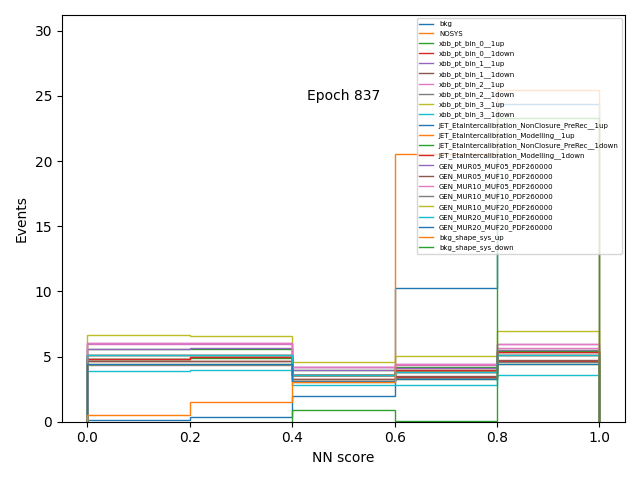 bkg
NOSYS
xbb_pt_bin_0__1up
xbb_pt_bin_0__1down
xbb_pt_bin_1__1up
xbb_pt_bin_1__1down
xbb_pt_bin_2__1up
xbb_pt_bin_2__1down
xbb_pt_bin_3__1up
xbb_pt_bin_3__1down
JET_EtaIntercalibration_NonClosure_PreRec__1up
JET_EtaIntercalibration_Modelling__1up
JET_EtaIntercalibration_NonClosure_PreRec__1down
JET_EtaIntercalibration_Modelling__1down
GEN_MUR05_MUF05_PDF260000
GEN_MUR05_MUF10_PDF260000
GEN_MUR10_MUF05_PDF260000
GEN_MUR10_MUF10_PDF260000
GEN_MUR10_MUF20_PDF260000
GEN_MUR20_MUF10_PDF260000
GEN_MUR20_MUF20_PDF260000
bkg_shape_sys_up
bkg_shape_sys_down
Epoch 837
Events
30
25
20
15
10
5
0
0.0 0.2 0.4 0.6 0.8 1.0
NN score